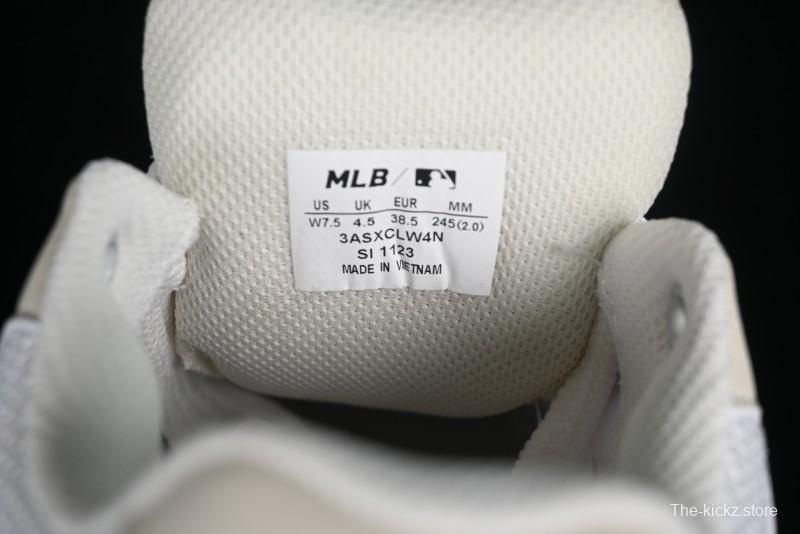 MLB /
US UK EUR MM
W7.5 4.5 38.5 245(2.0)
3ASXCLW4N
SI 1123
MADE IN VIETNAM
The-kickz.store